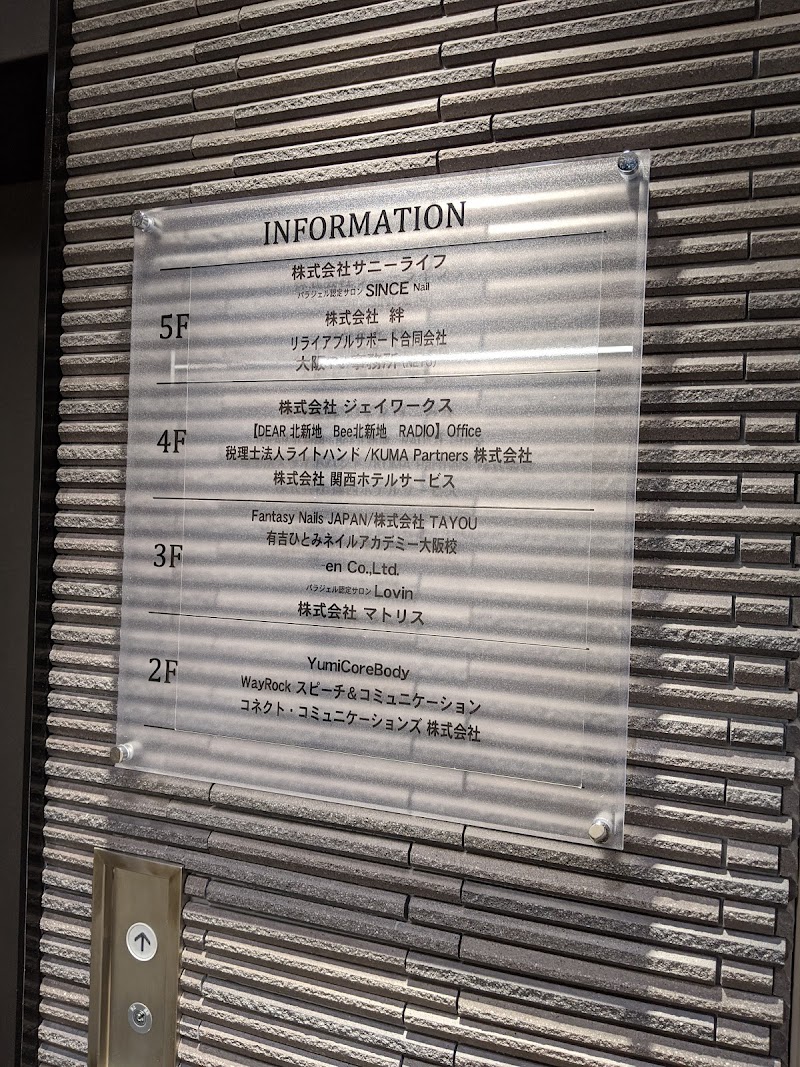 INFORMATION
5F
株式会社サニーライフ
パラジェル認定サロン SINCE Nail
株式会社 絆
リライアブルサポート合同会社
大阪 事務所
4F
株式会社 ジェイワークス
【DEAR 北新地 Bee北新地 RADIO】Office
税理士法人ライトハンド/KUMA Partners 株式会社
株式会社 関西ホテルサービス
3F
Fantasy Nails JAPAN/株式会社 TAYOU
有吉ひとみネイルアカデミー大阪校
en Co.,Ltd.
パラジェル認定サロン Lovin
株式会社 マトリス
2F
YumiCoreBody
WayRock スピーチ＆コミュニケーション
コネクト・コミュニケーションズ 株式会社